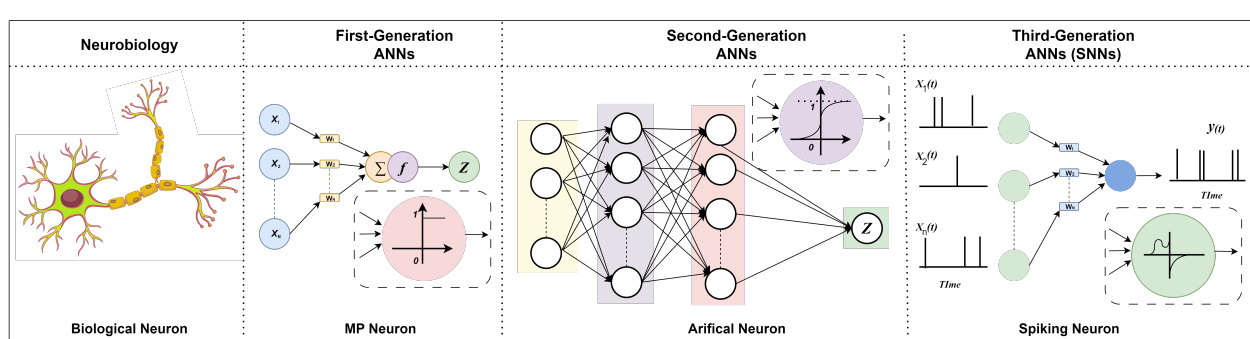 Neurobiology
First-Generation
ANNs
Second-Generation
ANNs
Third-Generation
ANNs (SNNs)
X₁
X₂
Xₙ
W₁
W₂
Wₙ
∑
f
Z
1
0
1
0
Z
X₁(t)
X₂(t)
Xₙ(t)
TIme
W₁
W₂
Wₙ
y(t)
TIme
Biological Neuron
MP Neuron
Arifical Neuron
Spiking Neuron